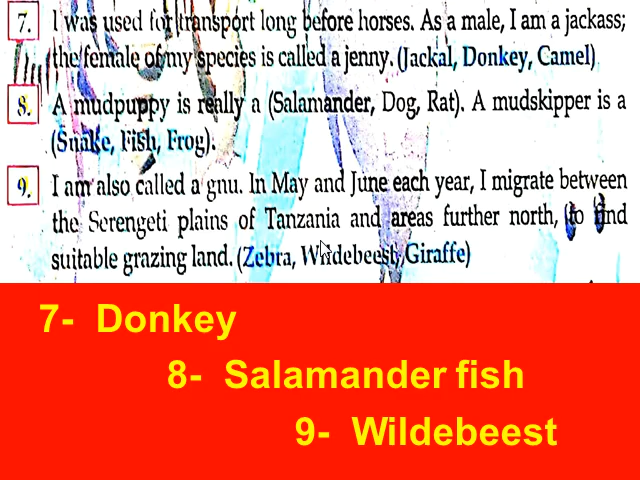 7. I was used for transport long before horses. As a male, I am a jackass;
the female of my species is called a jenny. (Jackal, Donkey, Camel)
8. A mudpuppy is really a (Salamander, Dog, Rat). A mudskipper is a
(Snake, Fish, Frog).
9. I am also called a gnu. In May and June each year, I migrate between
the Serengeti plains of Tanzania and areas further north, (to find
suitable grazing land. (Zebra, Wildebeest, Giraffe)
7- Donkey
8- Salamander fish
9- Wildebeest